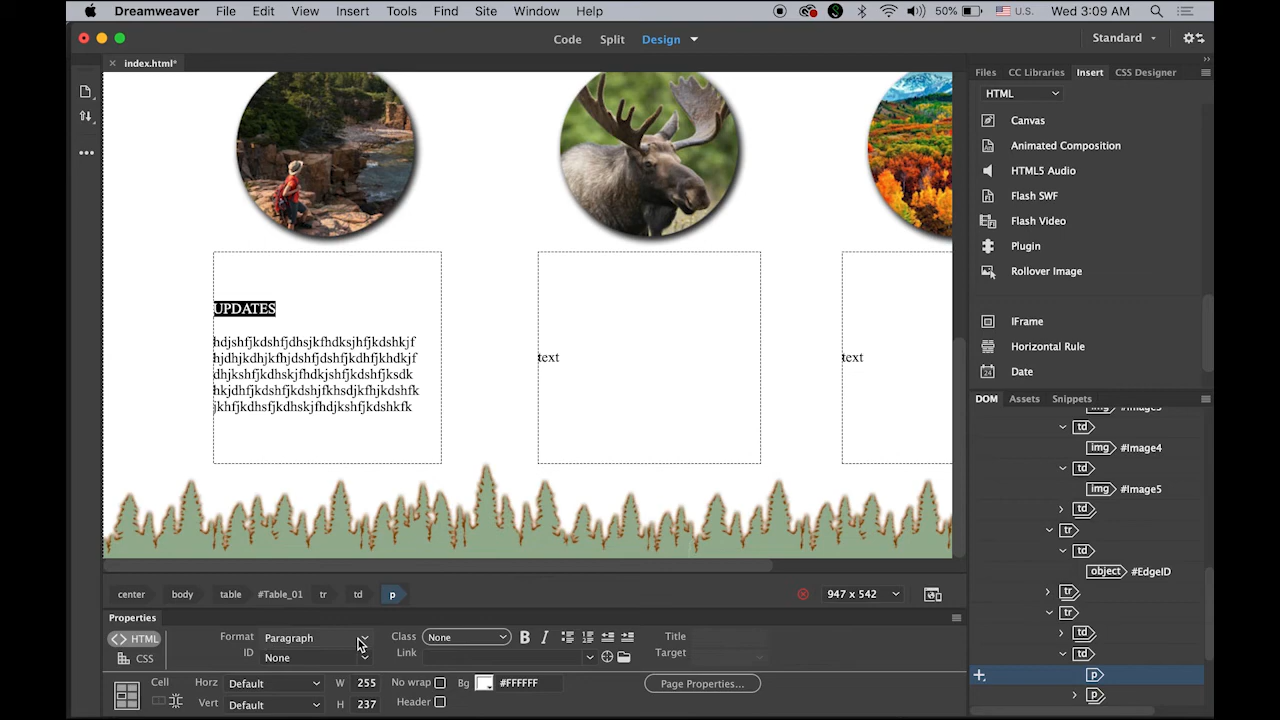 Dreamweaver File Edit View Insert Tools Find Site Window Help 50% U.S. Wed 3:09 AM
Code Split Design Standard
index.html*
Files CC Libraries Insert CSS Designer
HTML
Canvas
Animated Composition
HTML5 Audio
Flash SWF
Flash Video
Plugin
Rollover Image
IFrame
Horizontal Rule
Date
UPDATES
hdjshfjkdshfjdhsjkfhdksjhfjkdshkjf
hjdhjkdhjkfhjdshfjdshfjkdhfjkhdkjf
dhjkshfjkdhskjfhdkjshfjkdshfjksdk
hkjdhfjkdshfjkdshjfkhsdjkfhjkdshfk
jkhfjkdhsfjkdhskjfhdjkshfjkdshkfk
text
text
DOM Assets Snippets
td
img #Image4
td
img #Image5
td
tr
td
object #EdgeID
tr
tr
td
td
p
p
center body table #Table_01 tr td p 947 x 542
Properties
<> HTML Format Paragraph Class None B I Title
CSS ID None Link Target
Cell Horz Default W 255 No wrap Bg #FFFFFF Page Properties...
Vert Default H 237 Header